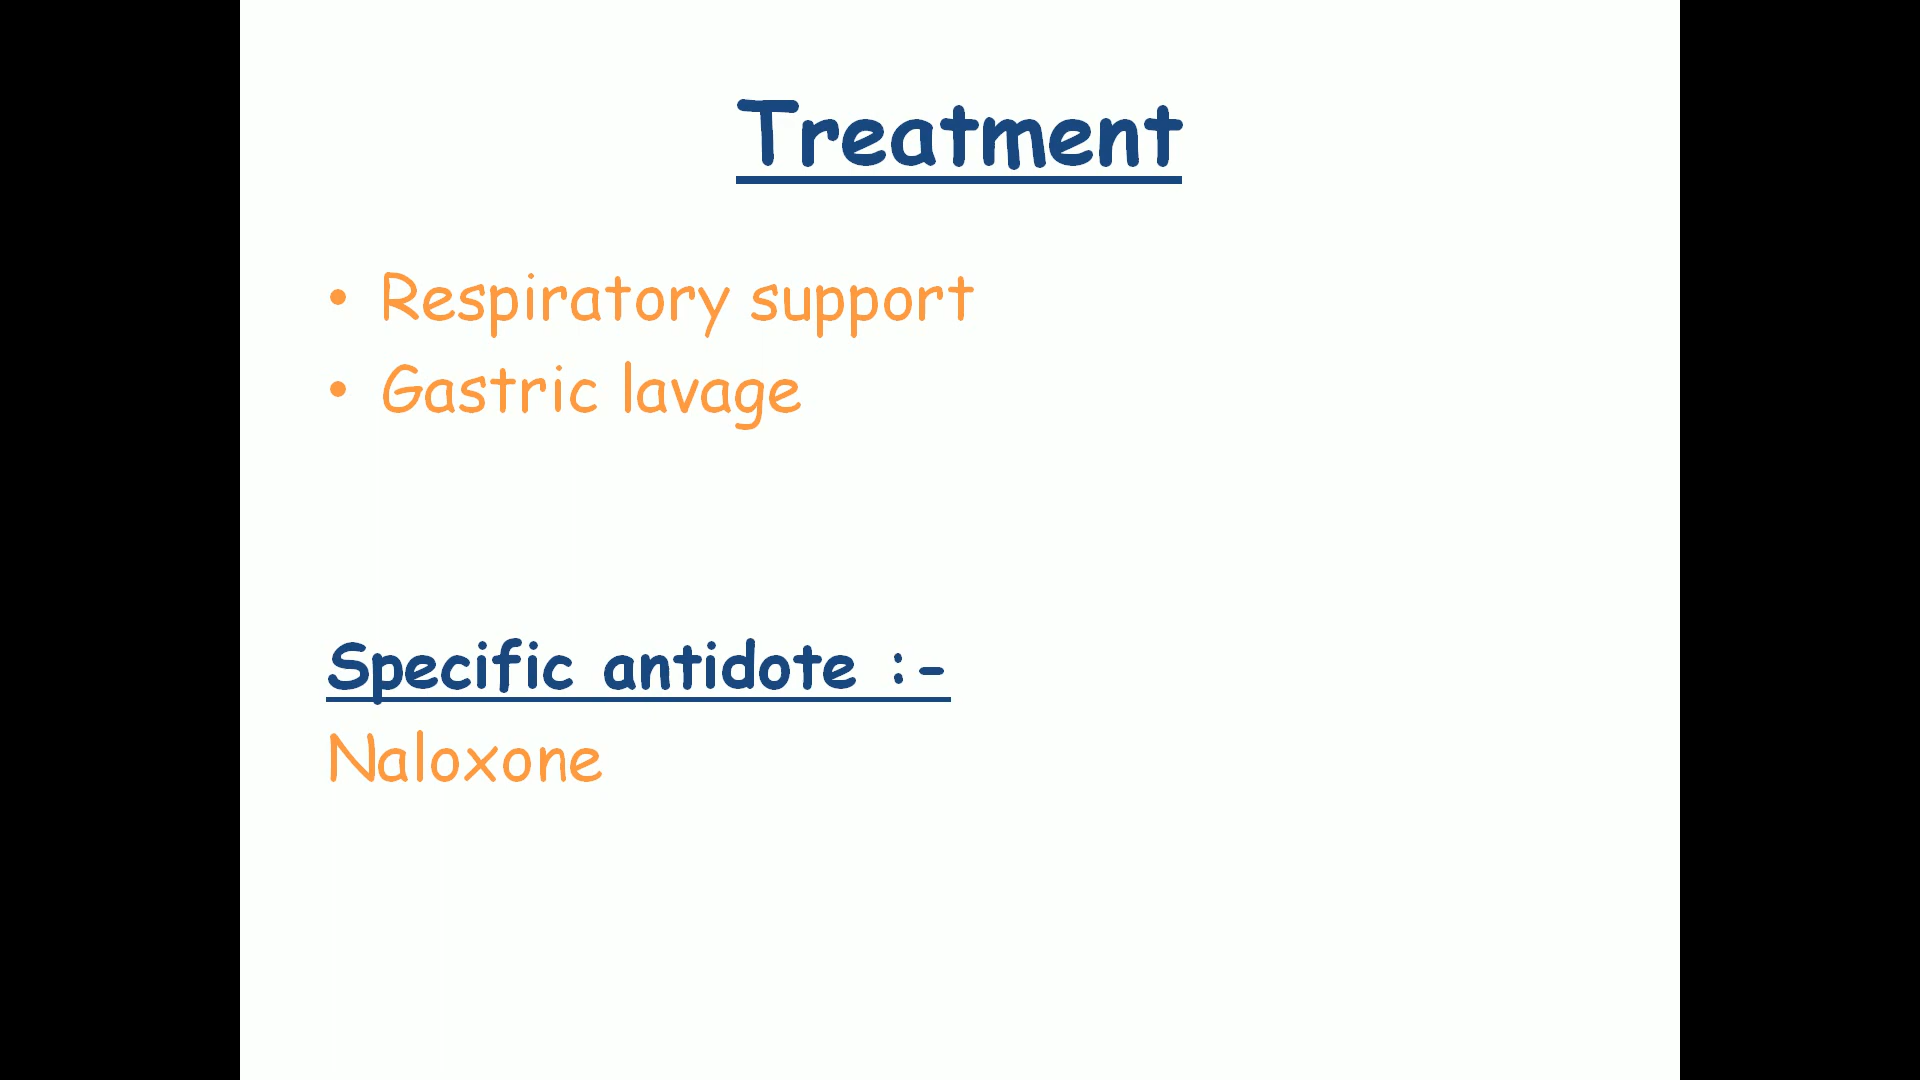 Treatment
• Respiratory support
• Gastric lavage
Specific antidote :-
Naloxone